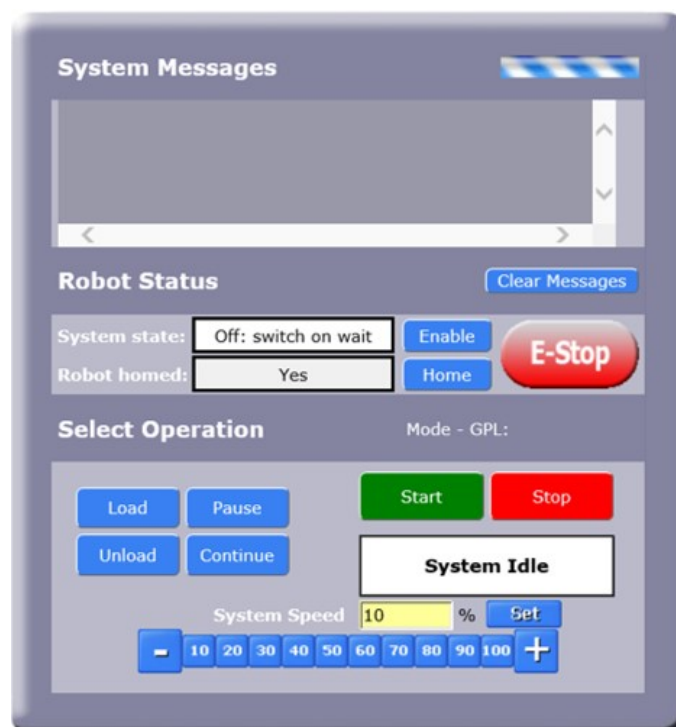 System Messages
Robot Status
Clear Messages
System state: Off: switch on wait Enable
E-Stop
Robot homed: Yes Home
Select Operation Mode - GPL:
Load Pause Start Stop
Unload Continue System Idle
System Speed 10 % Set
- 10 20 30 40 50 60 70 80 90 100 +